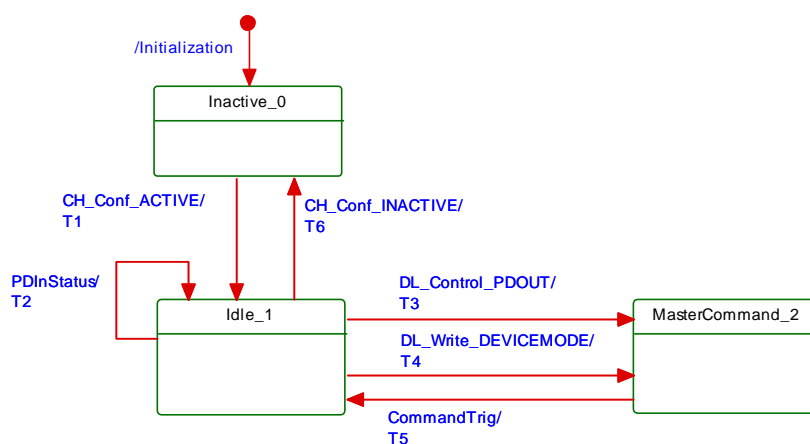 /Initialization
Inactive_0
CH_Conf_ACTIVE/
T1
CH_Conf_INACTIVE/
T6
PDInStatus/
T2
Idle_1
DL_Control_PDOUT/
T3
MasterCommand_2
DL_Write_DEVICEMODE/
T4
CommandTrig/
T5